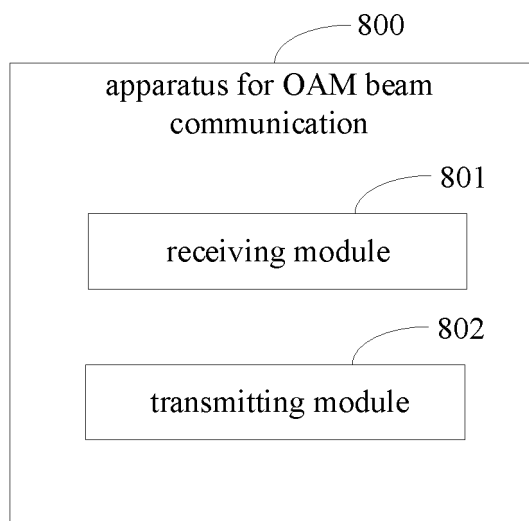 800
apparatus for OAM beam
communication
801
receiving module
802
transmitting module